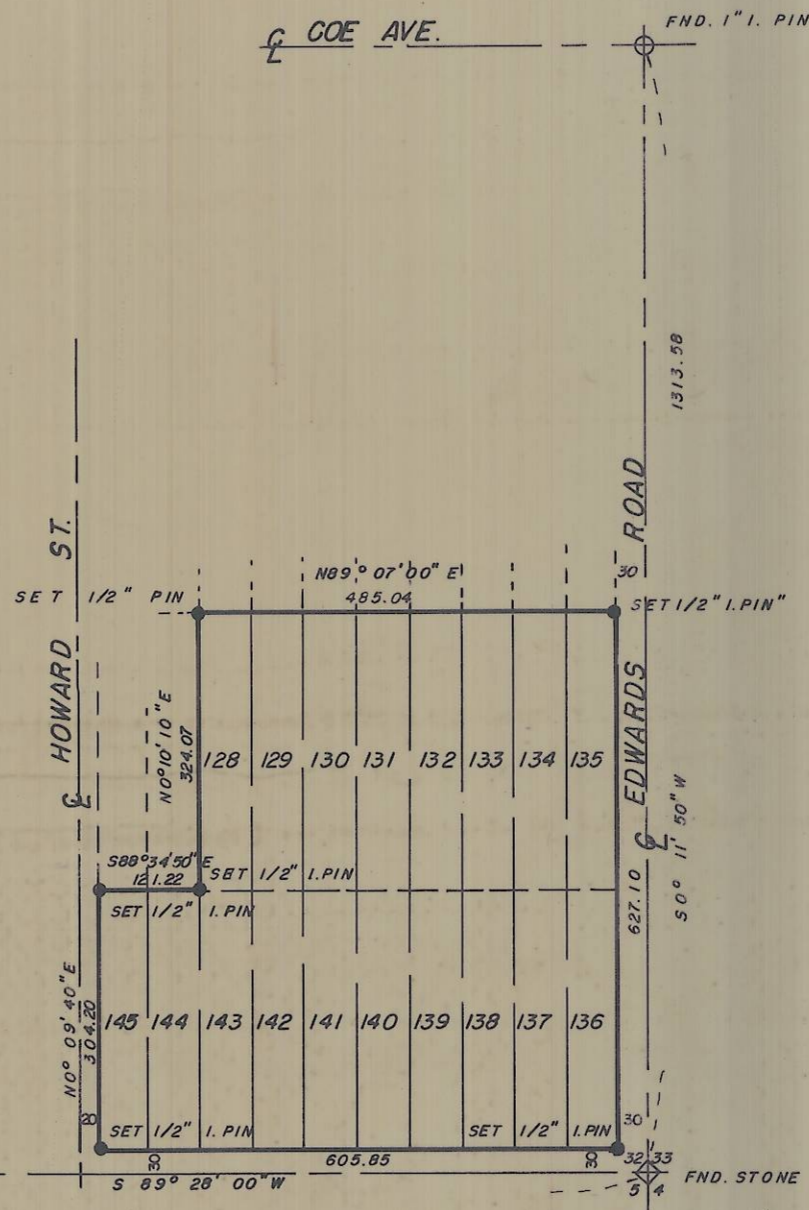 ℄ COE AVE.
FND. 1" I. PIN
1313.58
HOWARD ST.
℄
EDWARDS ROAD
℄
30
N89° 07' 00" E
485.04
SET 1/2" PIN
SET 1/2" I.PIN"
N0° 10' 10" E
324.07
128 129 130 131 132 133 134 135
S0° 11' 50" W
627.10
S88° 34' 50" E
121.22
SET 1/2" I.PIN
SET 1/2" I. PIN
N0° 09' 40" E
304.20
145 144 143 142 141 140 139 138 137 136
20
SET 1/2" I. PIN
SET 1/2" I.PIN
30
30
605.85
30
S 89° 28' 00" W
32 33
5 4
FND. STONE